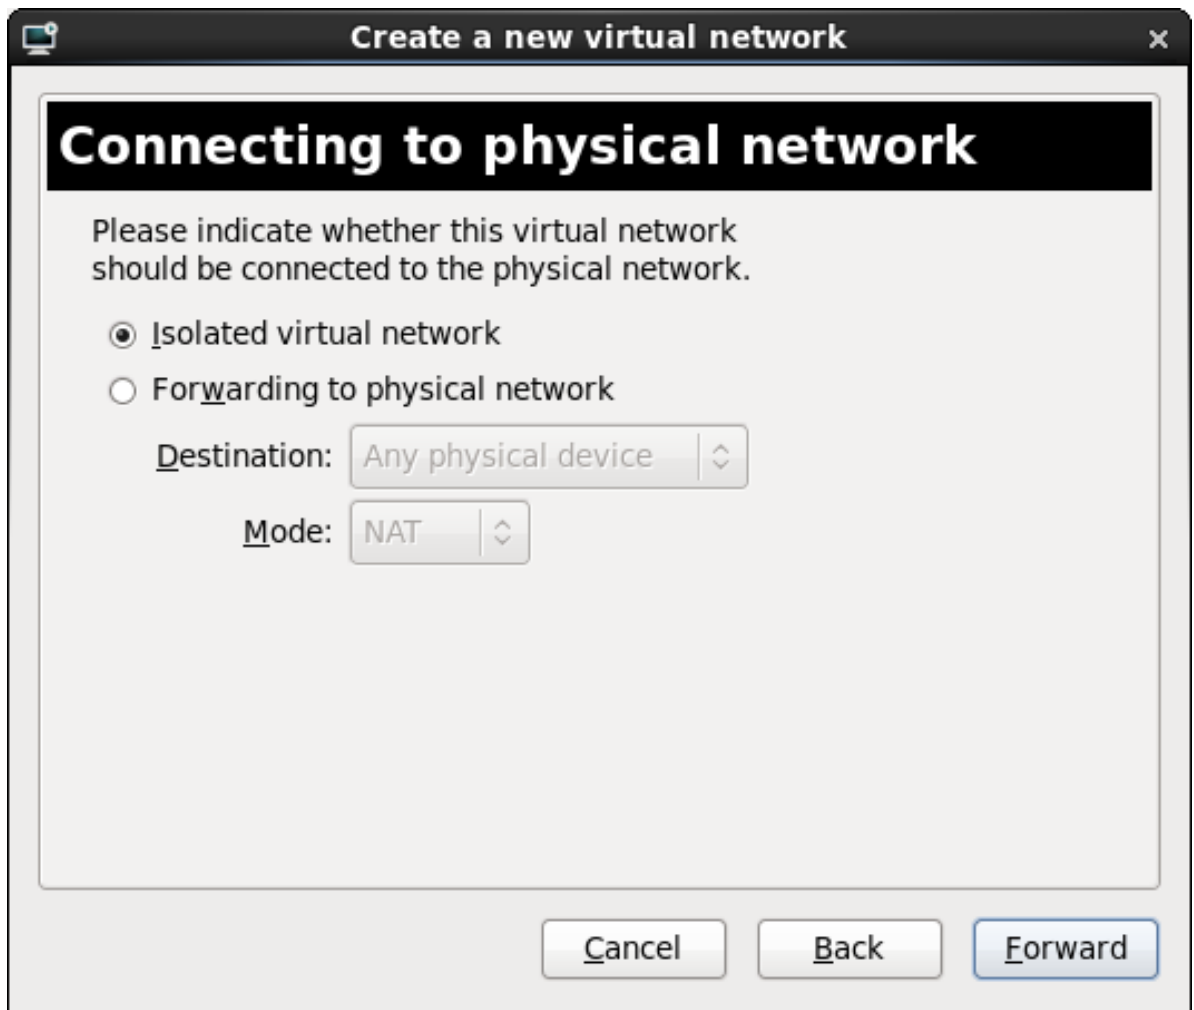 Create a new virtual network
Connecting to physical network
Please indicate whether this virtual network
should be connected to the physical network.
Isolated virtual network
Forwarding to physical network
Destination: Any physical device
Mode: NAT
Cancel Back Forward